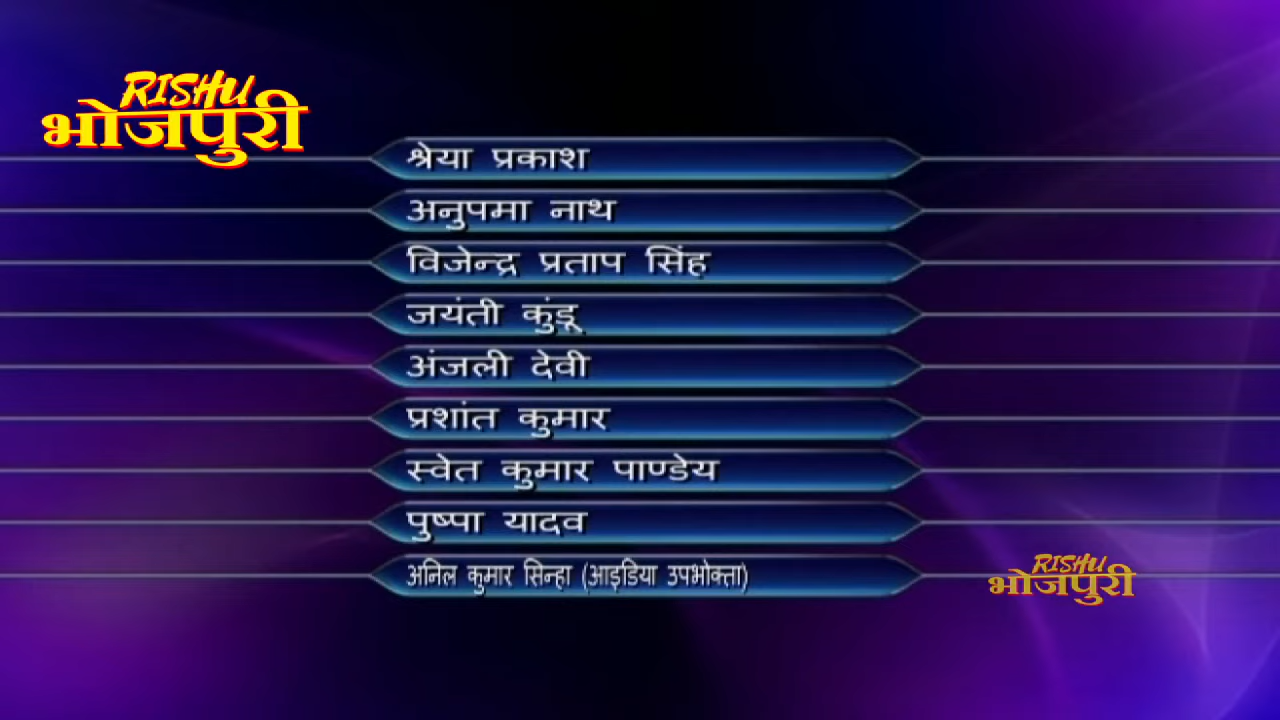 RISHU
भोजपुरी
श्रेया प्रकाश
अनुपमा नाथ
विजेन्द्र प्रताप सिंह
जयंती कुंडू
अंजली देवी
प्रशांत कुमार
स्वेत कुमार पाण्डेय
पुष्पा यादव
अनिल कुमार सिन्हा (आइडिया उपभोक्ता)
RISHU
भोजपुरी